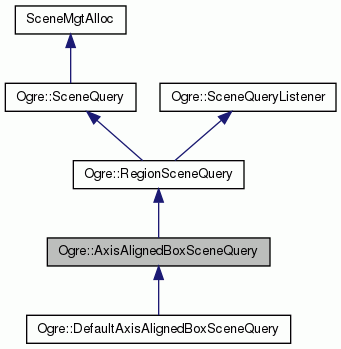 SceneMgtAlloc
Ogre::SceneQuery
Ogre::SceneQueryListener
Ogre::RegionSceneQuery
Ogre::AxisAlignedBoxSceneQuery
Ogre::DefaultAxisAlignedBoxSceneQuery